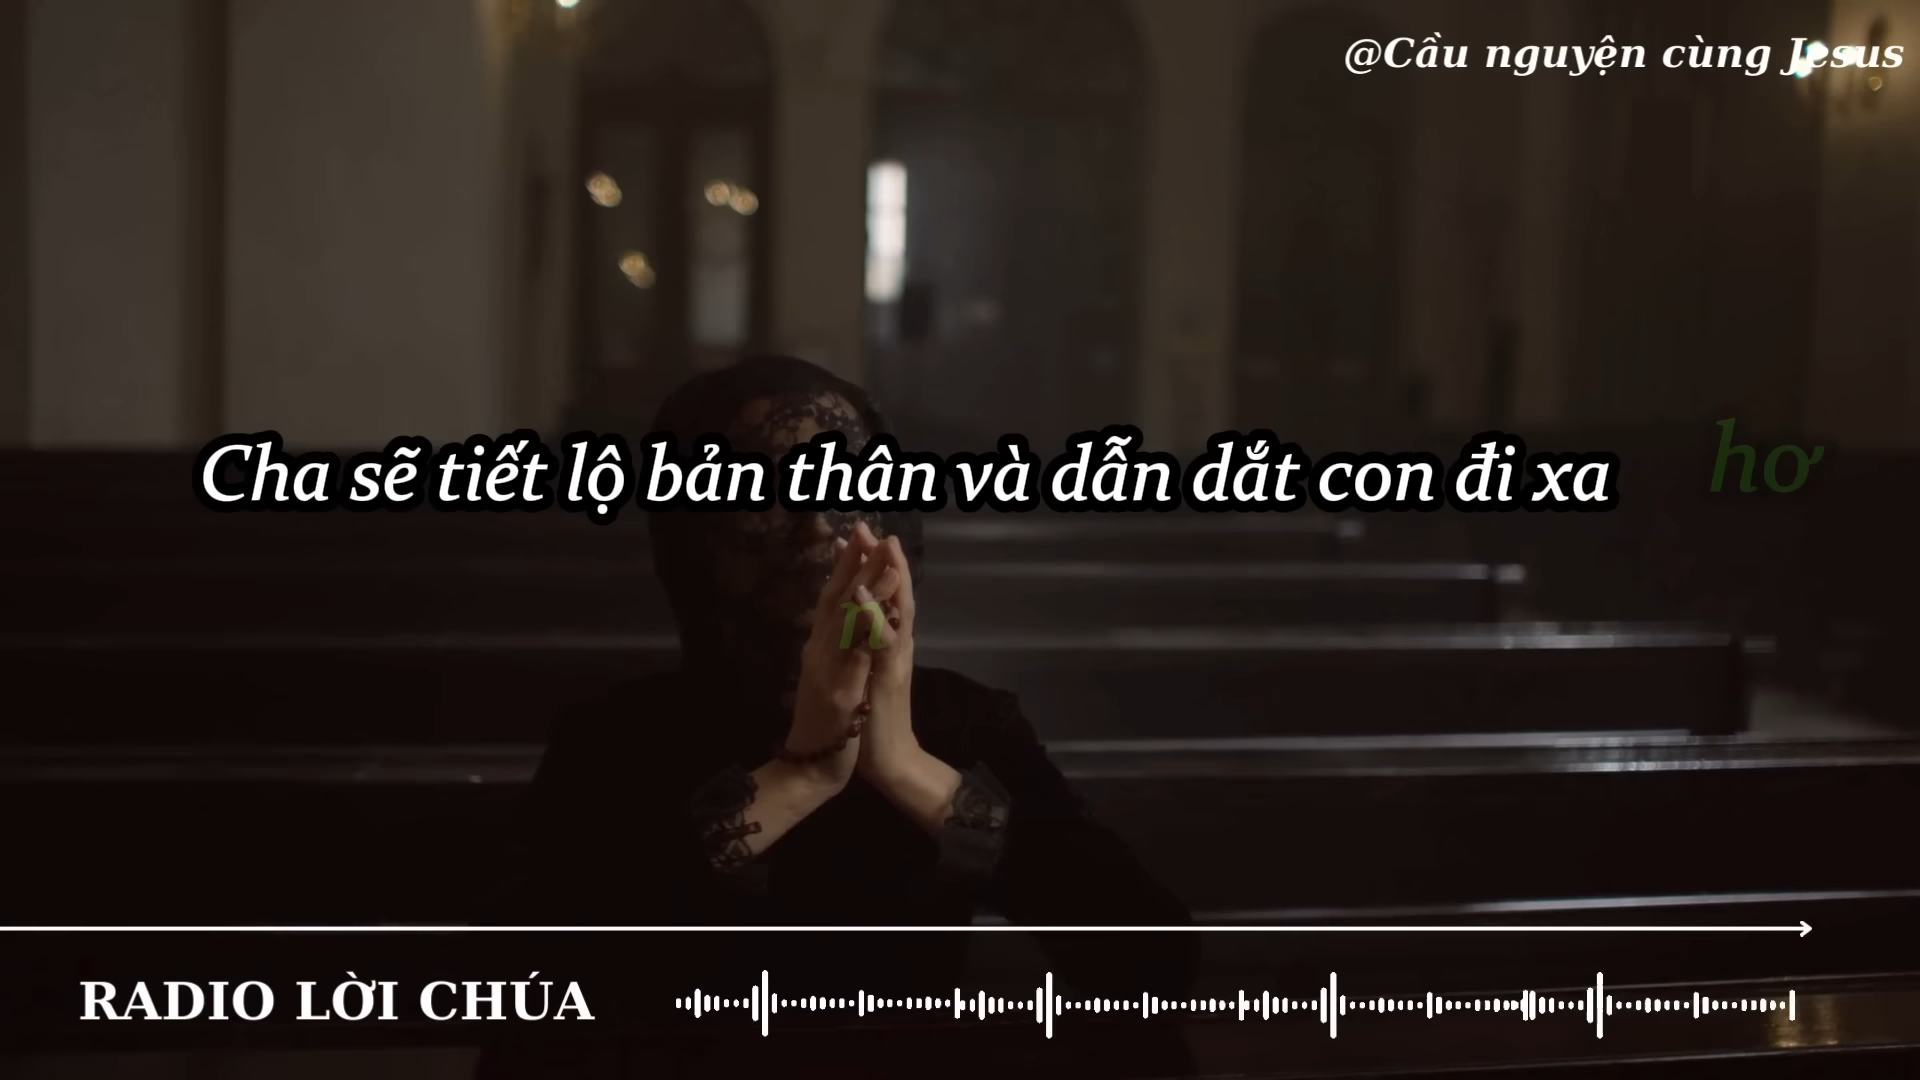 @Cầu nguyện cùng Jesus
Cha sẽ tiết lộ bản thân và dẫn dắt con đi xa hơ
n
RADIO LỜI CHÚA